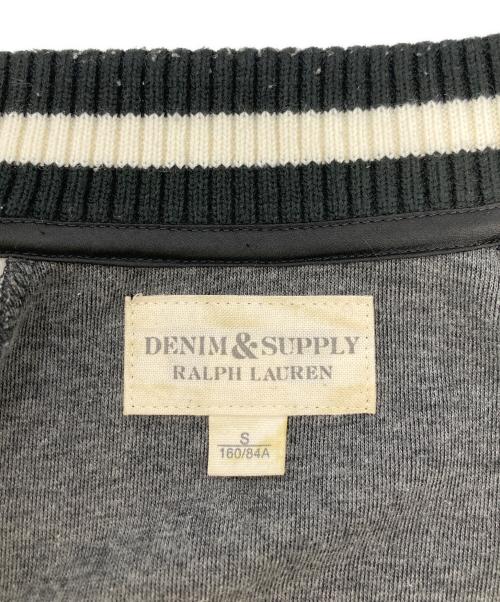 DENIM & SUPPLY
RALPH LAUREN
S
160/84A